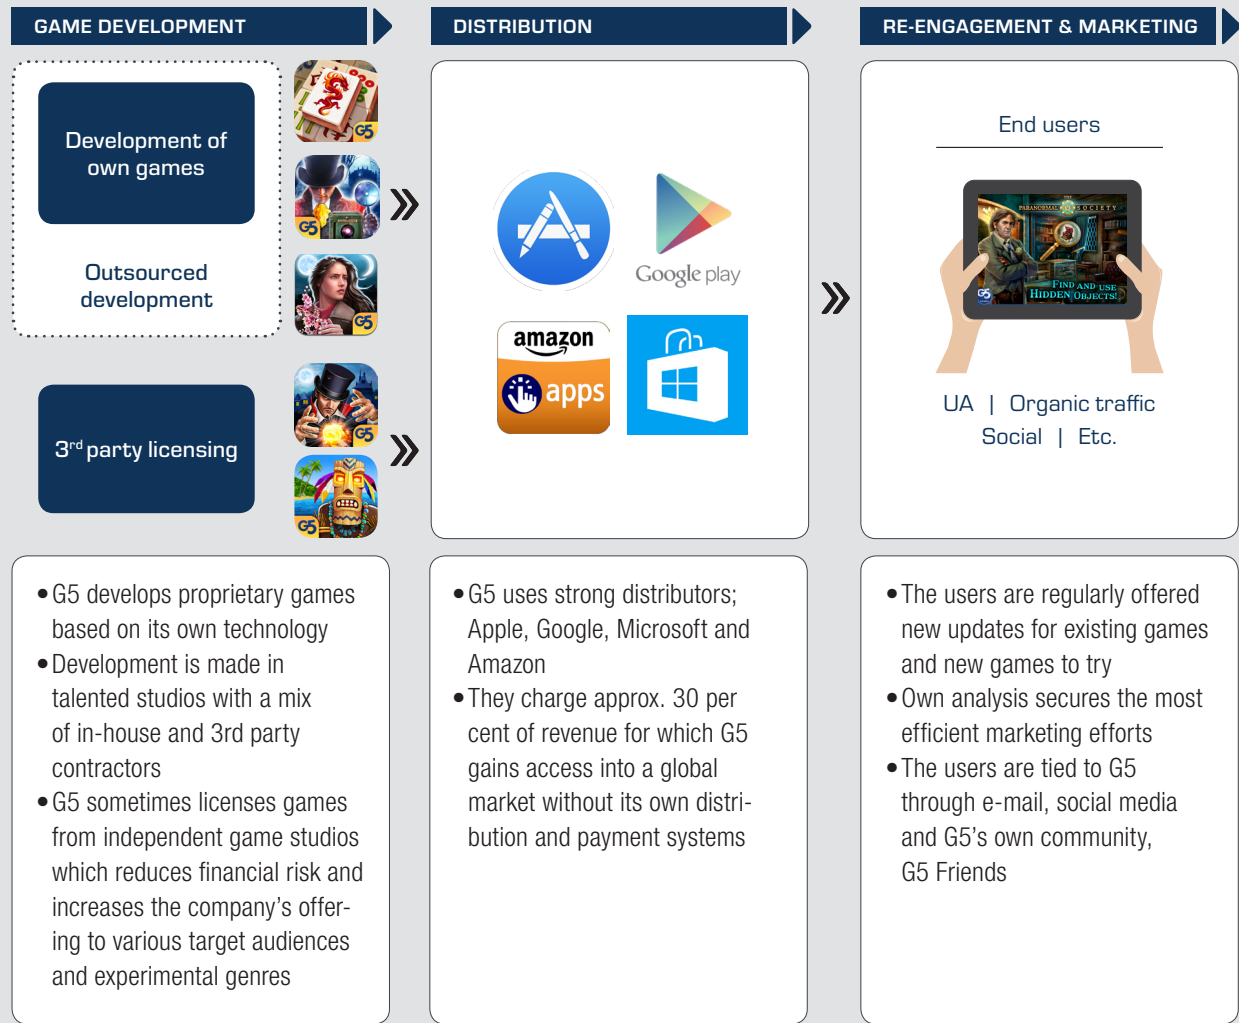 GAME DEVELOPMENT
Development of
own games
Outsourced
development
3rd party licensing
G5
G5
G5
G5
G5
DISTRIBUTION
Google play
amazon
apps
RE-ENGAGEMENT & MARKETING
End users
PARANORMAL SOCIETY
FIND AND USE
HIDDEN OBJECTS!
G5
UA | Organic traffic
Social | Etc.
•G5 develops proprietary games
based on its own technology
•Development is made in
talented studios with a mix
of in-house and 3rd party
contractors
•G5 sometimes licenses games
from independent game studios
which reduces financial risk and
increases the company’s offer-
ing to various target audiences
and experimental genres
•G5 uses strong distributors;
Apple, Google, Microsoft and
Amazon
•They charge approx. 30 per
cent of revenue for which G5
gains access into a global
market without its own distri-
bution and payment systems
•The users are regularly offered
new updates for existing games
and new games to try
•Own analysis secures the most
efficient marketing efforts
•The users are tied to G5
through e-mail, social media
and G5’s own community,
G5 Friends